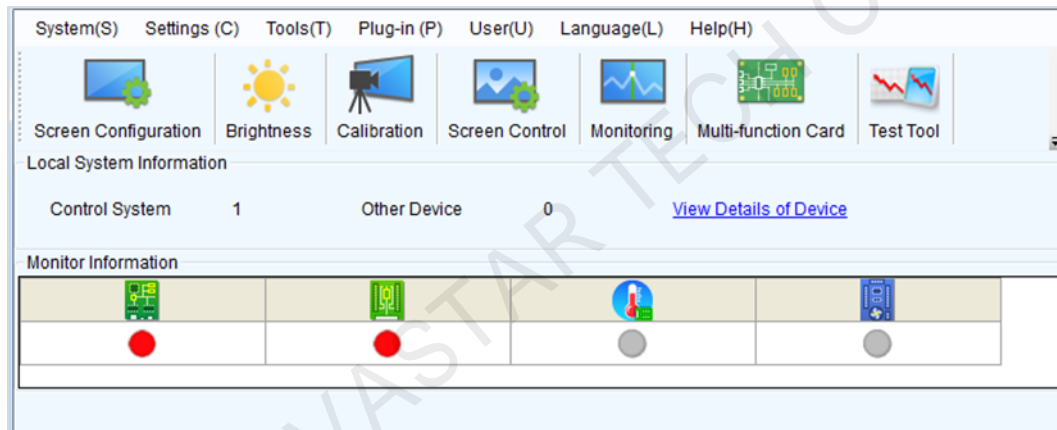 System(S) Settings (C) Tools(T) Plug-in (P) User(U) Language(L) Help(H)
Screen Configuration Brightness Calibration Screen Control Monitoring Multi-function Card Test Tool
Local System Information
Control System 1 Other Device 0 View Details of Device
Monitor Information
VASTAR TECH